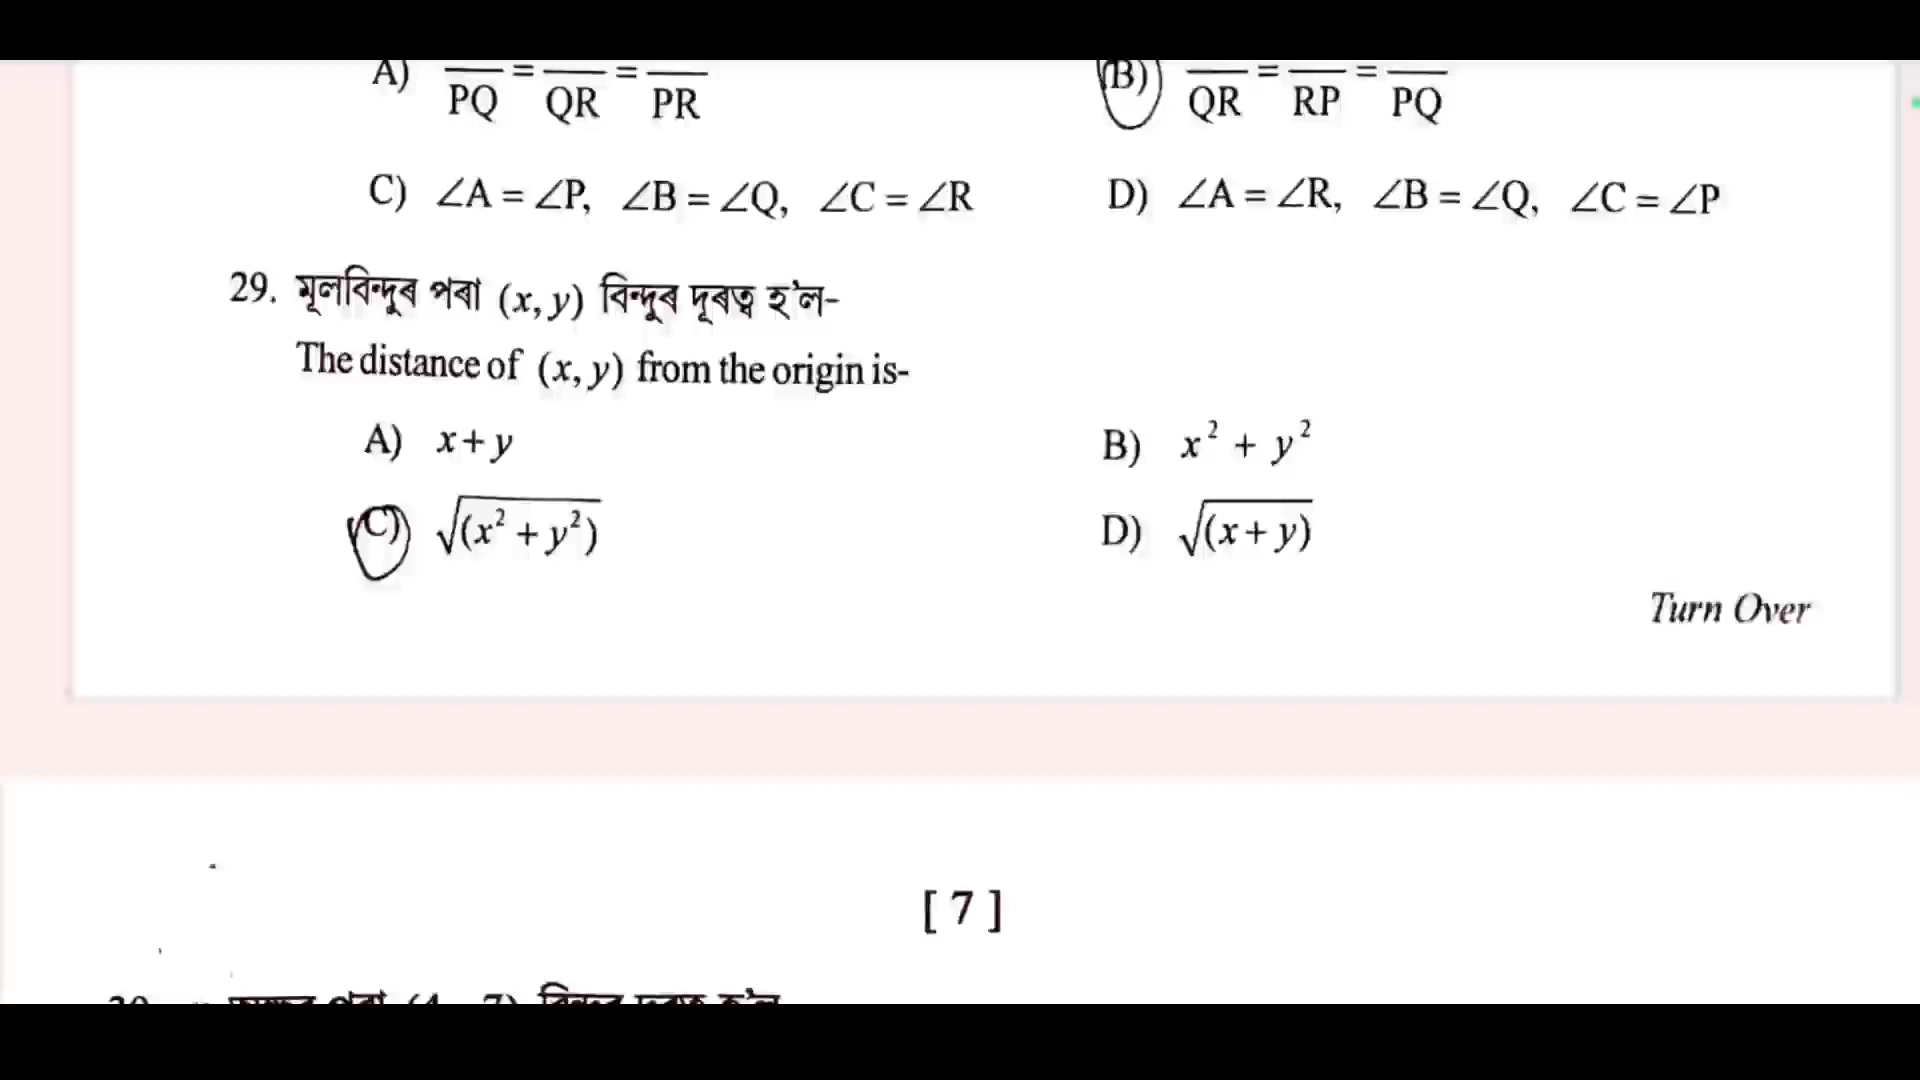 A) PQ = QR = PR (B) QR = RP = PQ
C) ∠A = ∠P, ∠B = ∠Q, ∠C = ∠R D) ∠A = ∠R, ∠B = ∠Q, ∠C = ∠P
29. মূলবিন্দুৰ পৰা (x, y) বিন্দুৰ দূৰত্ব হ'ল-
The distance of (x, y) from the origin is-
A) x + y B) x² + y²
C) √(x² + y²) D) √(x + y)
Turn Over
[ 7 ]